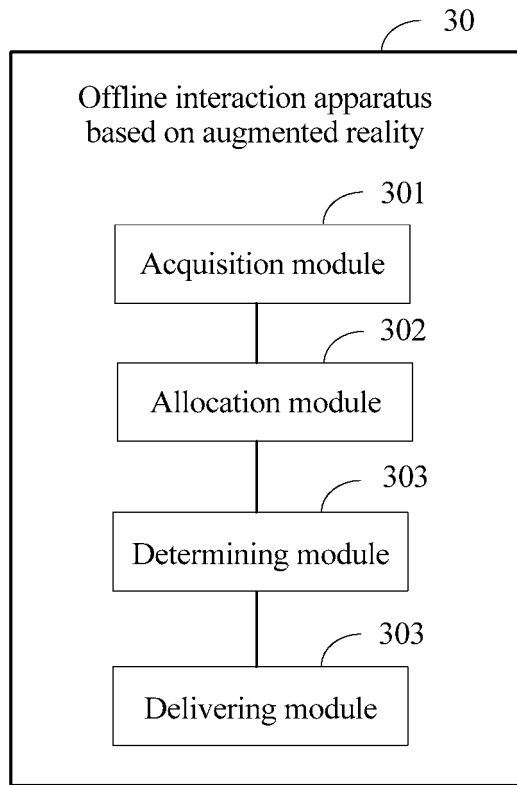 30
Offline interaction apparatus
based on augmented reality
301
Acquisition module
302
Allocation module
303
Determining module
303
Delivering module